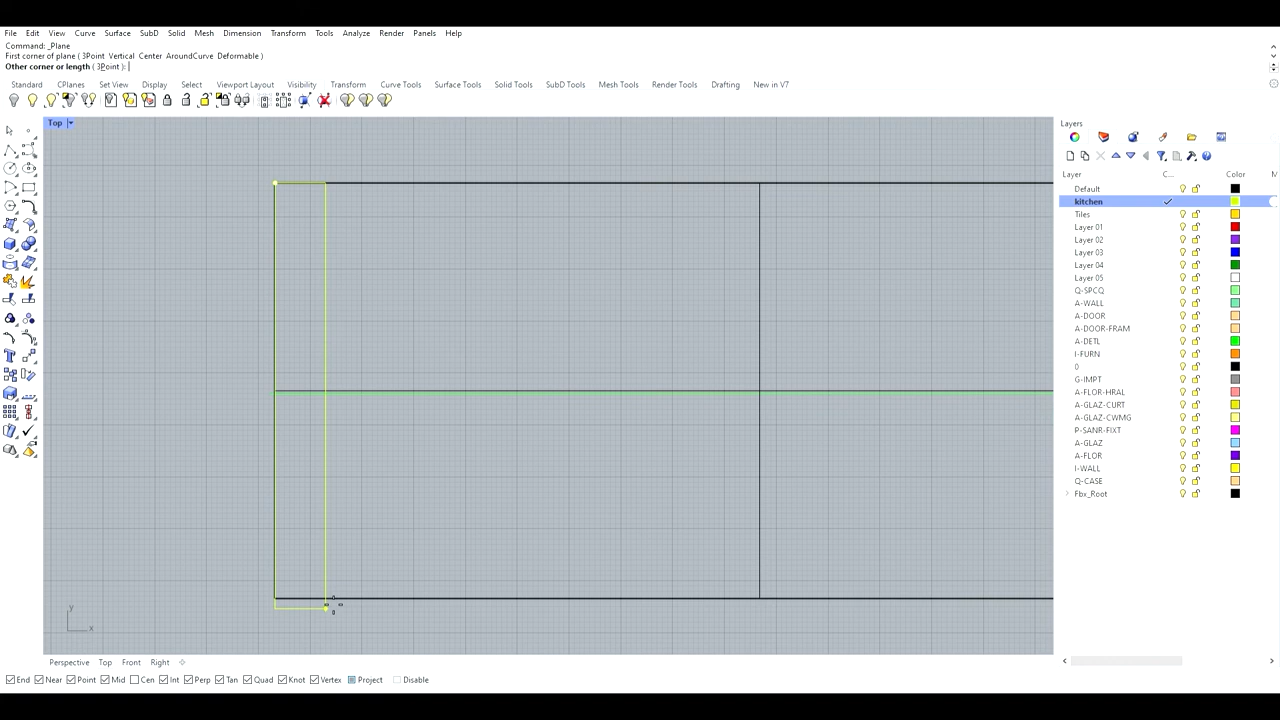 File Edit View Curve Surface SubD Solid Mesh Dimension Transform Tools Analyze Render Panels Help
Command: _Plane
First corner of plane ( 3Point Vertical Center AroundCurve Deformable )
Other corner or length ( 3Point ):
Standard CPlanes Set View Display Select Viewport Layout Visibility Transform Curve Tools Surface Tools Solid Tools SubD Tools Mesh Tools Render Tools Drafting New in V7
Top
Layers
Layer C... Color M
Default
kitchen
Tiles
Layer 01
Layer 02
Layer 03
Layer 04
Layer 05
Q-SPCQ
A-WALL
A-DOOR
A-DOOR-FRAM
A-DETL
I-FURN
0
G-IMPT
A-FLOR-HRAL
A-GLAZ-CURT
A-GLAZ-CWMG
P-SANR-FIXT
A-GLAZ
A-FLOR
I-WALL
Q-CASE
Fbx_Root
y
x
Perspective Top Front Right
End Near Point Mid Cen Int Perp Tan Quad Knot Vertex Project Disable